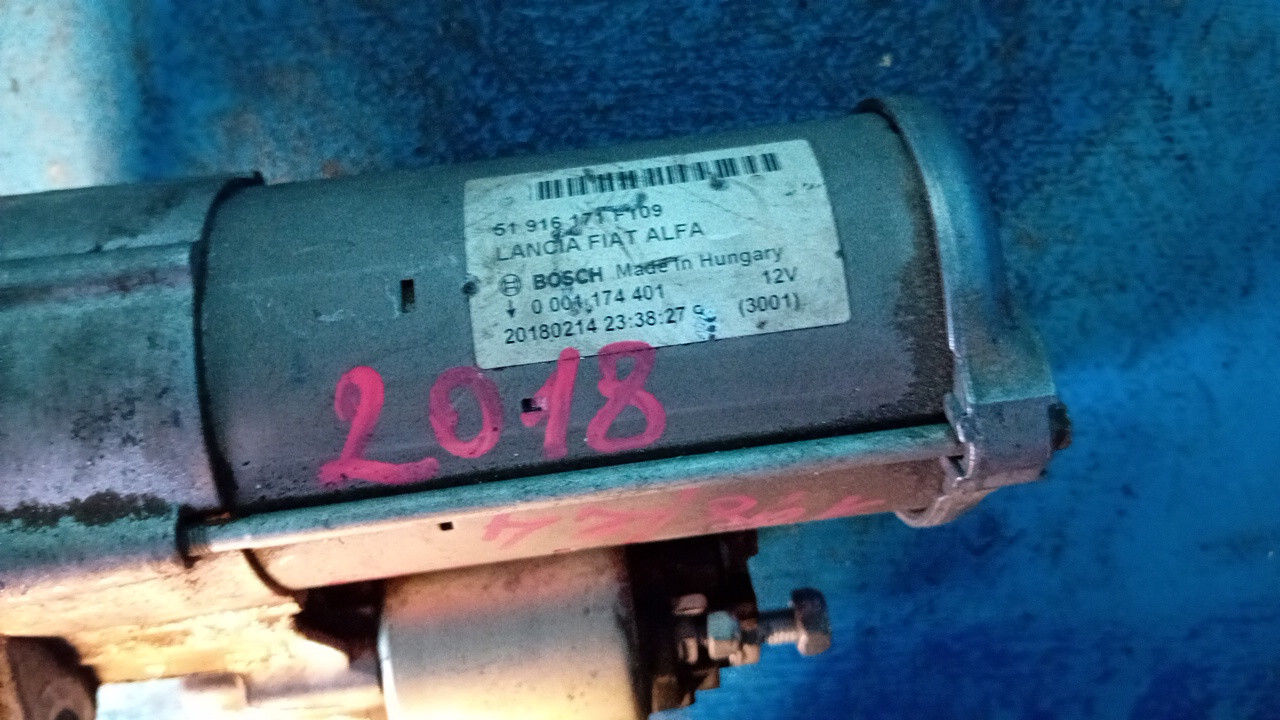 51 916 171 F109
LANCIA FIAT ALFA
BOSCH Made in Hungary
0 001 174 401 12V
20180214 23:38:27 (3001)
2018